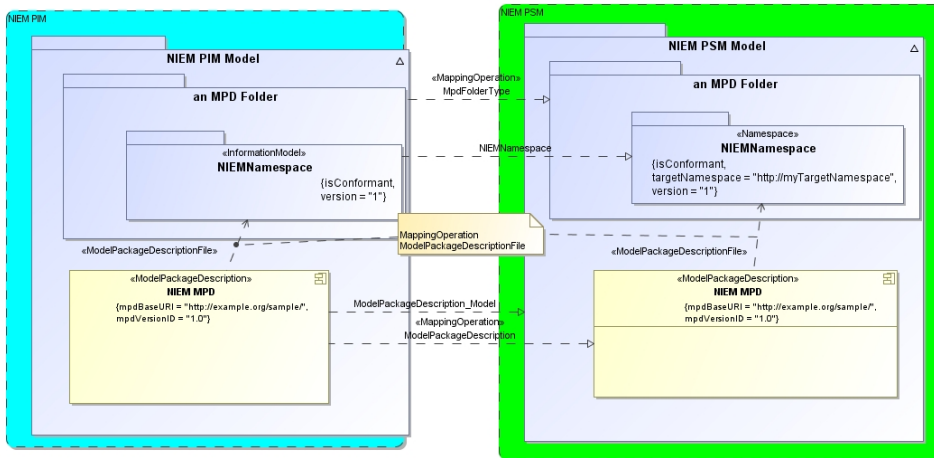 NIEM PIM
NIEM PIM Model
an MPD Folder
«InformationModel»
NIEMNamespace
{isConformant,
version = "1"}
«ModelPackageDescriptionFile»
«ModelPackageDescription»
NIEM MPD
{mpdBaseURI = "http://example.org/sample/",
mpdVersionID = "1.0"}
«MappingOperation»
MpdFolderType
NIEMNamespace
MappingOperation
ModelPackageDescriptionFile
ModelPackageDescription_Model
«MappingOperation»
ModelPackageDescription
NIEM PSM
NIEM PSM Model
an MPD Folder
«Namespace»
NIEMNamespace
{isConformant,
targetNamespace = "http://myTargetNamespace",
version = "1"}
«ModelPackageDescriptionFile»
«ModelPackageDescription»
NIEM MPD
{mpdBaseURI = "http://example.org/sample/",
mpdVersionID = "1.0"}